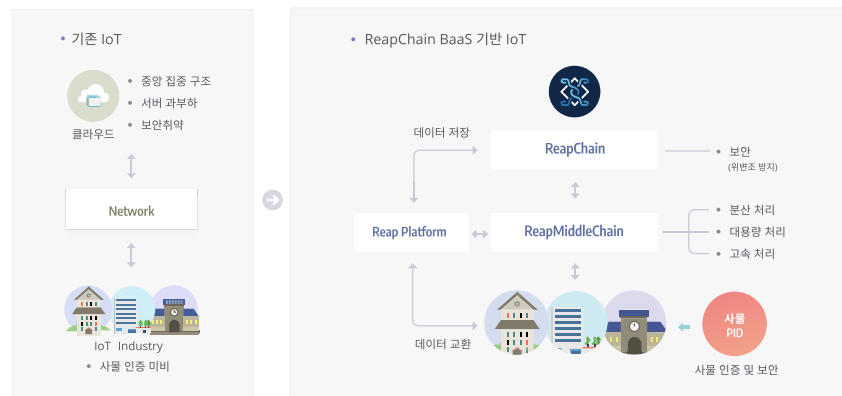 기존 IoT
클라우드
중앙 집중 구조
서버 과부하
보안취약
Network
IoT Industry
사물 인증 미비
ReapChain BaaS 기반 IoT
데이터 저장
ReapChain
보안
(위변조 방지)
Reap Platform
ReapMiddleChain
분산 처리
대용량 처리
고속 처리
데이터 교환
사물
PID
사물 인증 및 보안